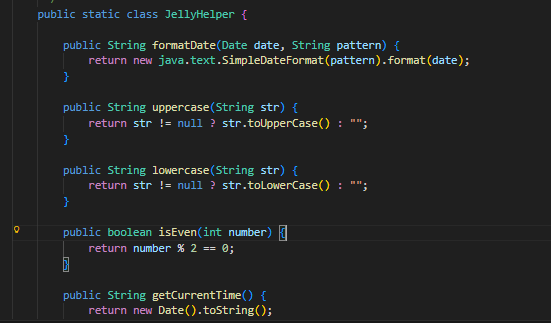 public static class JellyHelper {
public String formatDate(Date date, String pattern) {
return new java.text.SimpleDateFormat(pattern).format(date);
}
public String uppercase(String str) {
return str != null ? str.toUpperCase() : "";
}
public String lowercase(String str) {
return str != null ? str.toLowerCase() : "";
}
public boolean isEven(int number) {
return number % 2 == 0;
}
public String getCurrentTime() {
return new Date().toString();